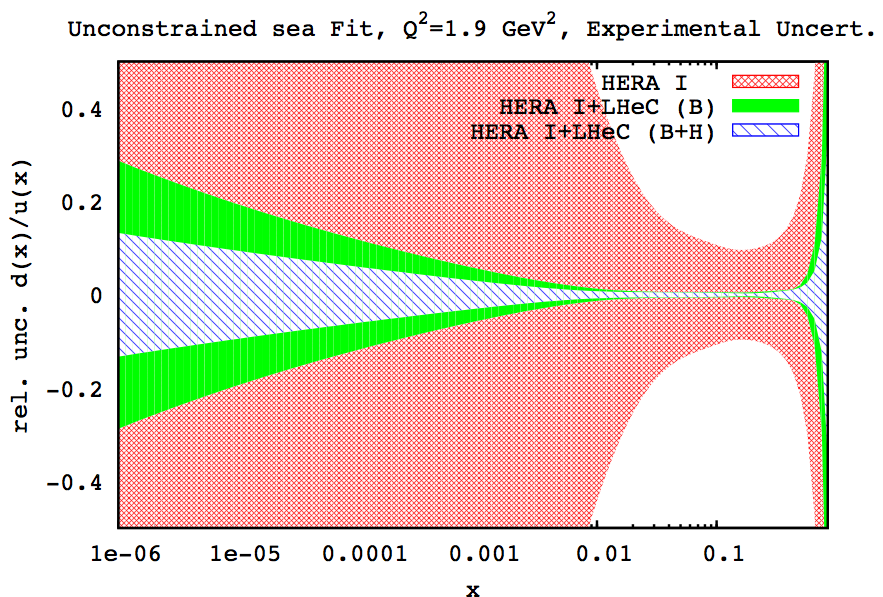 Unconstrained sea Fit, Q²=1.9 GeV², Experimental Uncert.
HERA I
HERA I+LHeC (B)
HERA I+LHeC (B+H)
rel. unc. d(x)/u(x)
0.4
0.2
0
-0.2
-0.4
1e-06 1e-05 0.0001 0.001 0.01 0.1
x